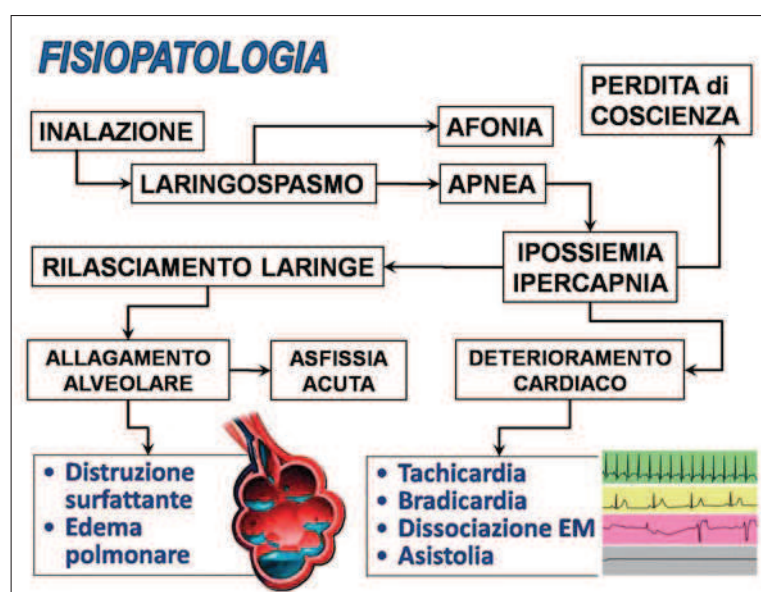 FISIOPATOLOGIA
PERDITA di
COSCIENZA
INALAZIONE
AFONIA
LARINGOSPASMO
APNEA
RILASCIAMENTO LARINGE
IPOSSIEMIA
IPERCAPNIA
ALLAGAMENTO
ALVEOLARE
ASFISSIA
ACUTA
DETERIORAMENTO
CARDIACO
• Distruzione
surfattante
• Edema
polmonare
• Tachicardia
• Bradicardia
• Dissociazione EM
• Asistolia